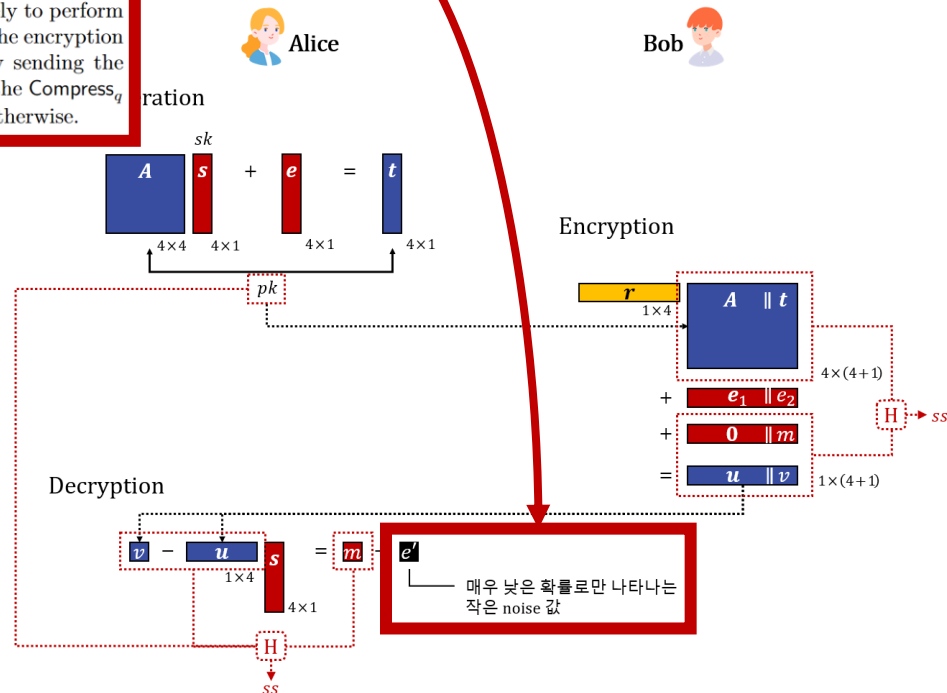 ly to perform
he encryption
sending the
he Compress_q
therwise.
ration
Alice
Bob
sk
A s + e = t
4×4 4×1 4×1 4×1
pk
Encryption
r
1×4
A ∥ t
4×(4+1)
+ e₁ ∥ e₂
+ 0 ∥ m
= u ∥ v
1×(4+1)
H
ss
Decryption
v − u s = m
e′
1×4
4×1
매우 낮은 확률로만 나타나는
작은 noise 값
H
ss